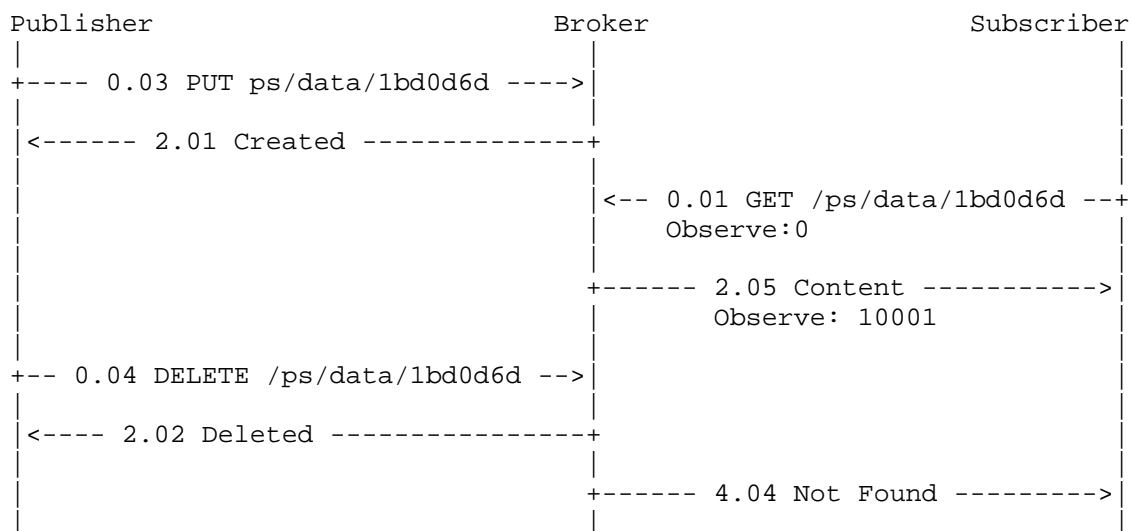 Publisher Broker Subscriber
| | |
+---- 0.03 PUT ps/data/1bd0d6d ---->| |
| | |
|<------ 2.01 Created --------------+ |
| | |
| |<-- 0.01 GET /ps/data/1bd0d6d --+
| | Observe:0 |
| | |
| +------ 2.05 Content ----------->|
| | Observe: 10001 |
| | |
+-- 0.04 DELETE /ps/data/1bd0d6d -->| |
| | |
|<---- 2.02 Deleted ----------------+ |
| | |
| +------ 4.04 Not Found --------->|
| | |